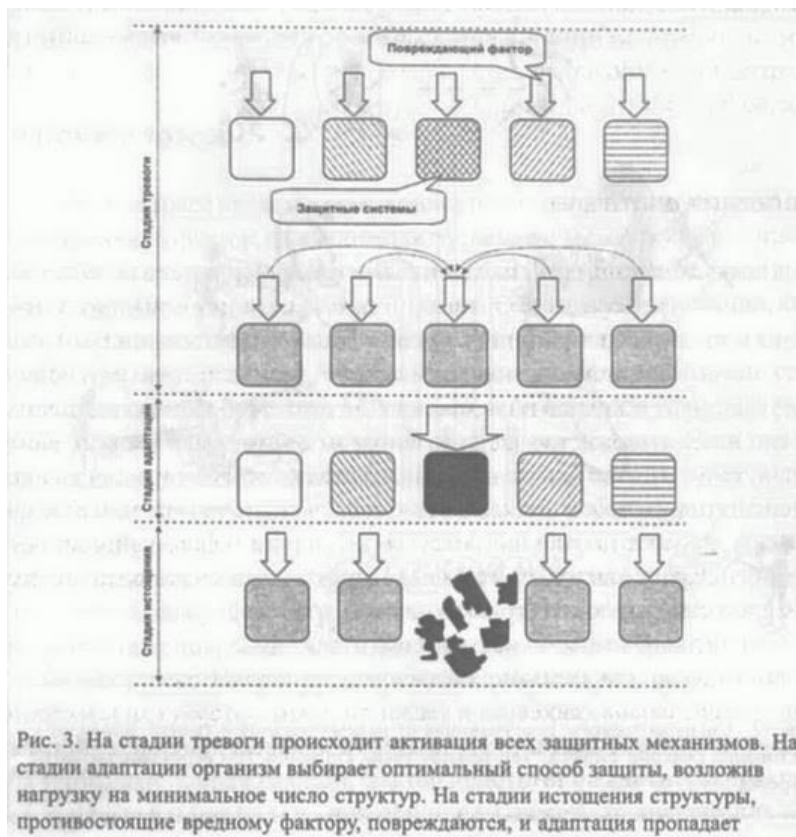 Повреждающий фактор
Стадия тревоги
Защитные системы
Стадия адаптации
Стадия истощения
Рис. 3. На стадии тревоги происходит активация всех защитных механизмов. На
стадии адаптации организм выбирает оптимальный способ защиты, возложив
нагрузку на минимальное число структур. На стадии истощения структуры,
противостоящие вредному фактору, повреждаются, и адаптация пропадает